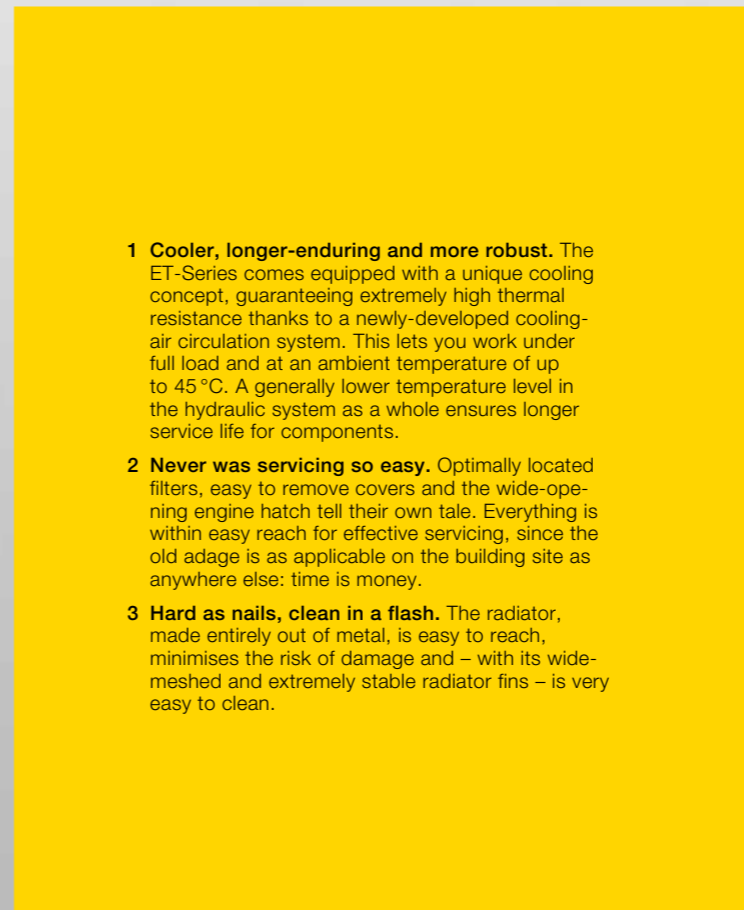 1 Cooler, longer-enduring and more robust. The
ET-Series comes equipped with a unique cooling
concept, guaranteeing extremely high thermal
resistance thanks to a newly-developed cooling-
air circulation system. This lets you work under
full load and at an ambient temperature of up
to 45 °C. A generally lower temperature level in
the hydraulic system as a whole ensures longer
service life for components.
2 Never was servicing so easy. Optimally located
filters, easy to remove covers and the wide-ope-
ning engine hatch tell their own tale. Everything is
within easy reach for effective servicing, since the
old adage is as applicable on the building site as
anywhere else: time is money.
3 Hard as nails, clean in a flash. The radiator,
made entirely out of metal, is easy to reach,
minimises the risk of damage and – with its wide-
meshed and extremely stable radiator fins – is very
easy to clean.